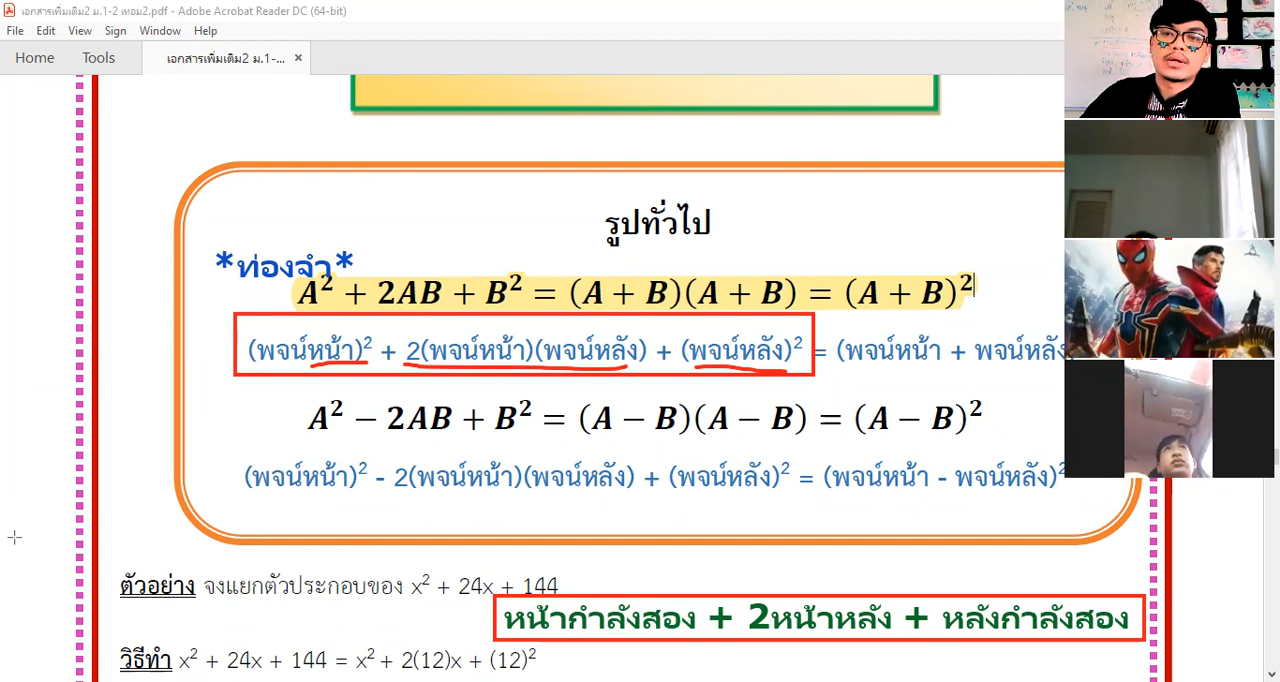 เอกสารเพิ่มเติม2 ม.1-2 เทอม2.pdf - Adobe Acrobat Reader DC (64-bit)
File Edit View Sign Window Help
Home Tools เอกสารเพิ่มเติม2 ม.1-... ×
รูปทั่วไป
*ท่องจำ*
A² + 2AB + B² = (A + B)(A + B) = (A + B)²
(พจน์หน้า)² + 2(พจน์หน้า)(พจน์หลัง) + (พจน์หลัง)² = (พจน์หน้า + พจน์หลัง
A² − 2AB + B² = (A − B)(A − B) = (A − B)²
(พจน์หน้า)² - 2(พจน์หน้า)(พจน์หลัง) + (พจน์หลัง)² = (พจน์หน้า - พจน์หลัง)²
ตัวอย่าง จงแยกตัวประกอบของ x² + 24x + 144
หน้ากำลังสอง + 2หน้าหลัง + หลังกำลังสอง
วิธีทำ x² + 24x + 144 = x² + 2(12)x + (12)²